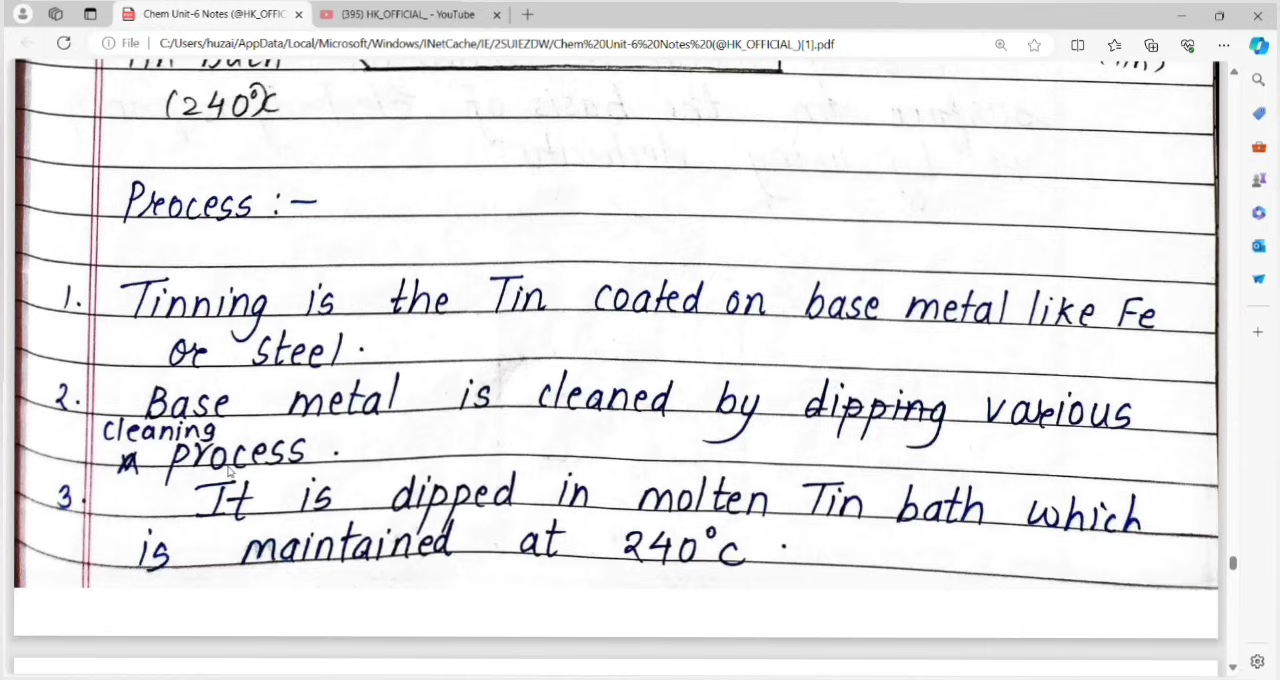 Chem Unit-6 Notes (@HK_OFFIC
(395) HK_OFFICIAL_ - YouTube
File
C:/Users/huzai/AppData/Local/Microsoft/Windows/INetCache/IE/2SUIEZDW/Chem%20Unit-6%20Notes%20(@HK_OFFICIAL_)[1].pdf
(240°C
Process :-
1. Tinning is the Tin coated on base metal like Fe
or steel.
2. Base metal is cleaned by dipping various
cleaning
process.
3. It is dipped in molten Tin bath which
is maintained at 240°C.